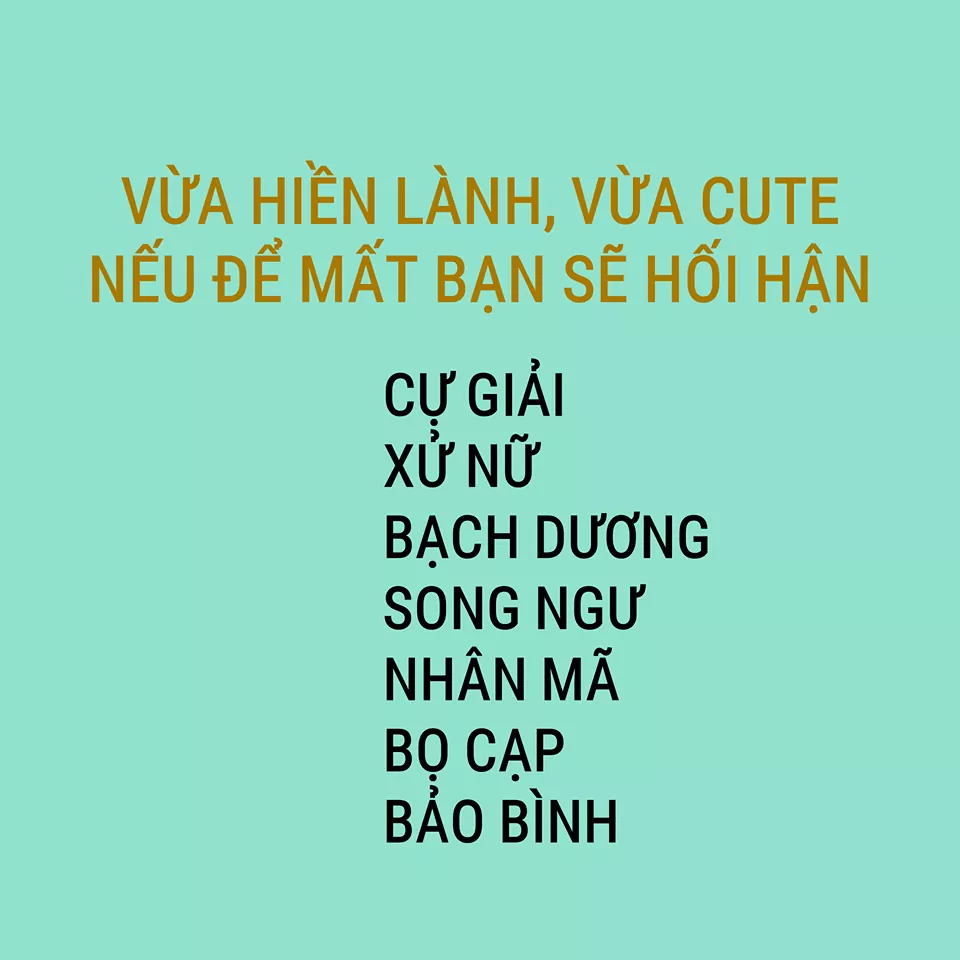 VỪA HIỀN LÀNH, VỪA CUTE
NẾU ĐỂ MẤT BẠN SẼ HỐI HẬN
CỰ GIẢI
XỬ NỮ
BẠCH DƯƠNG
SONG NGƯ
NHÂN MÃ
BỌ CẠP
BẢO BÌNH